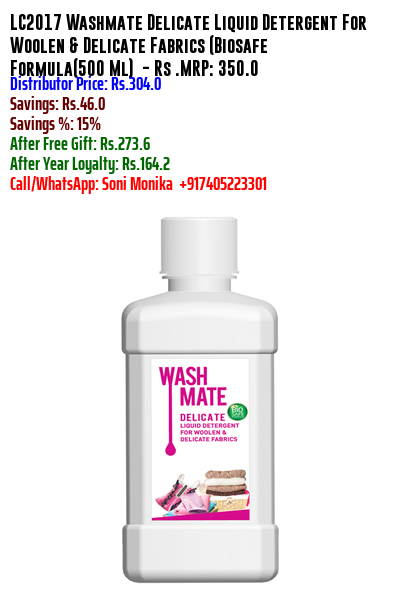 LC2017 Washmate Delicate Liquid Detergent For
Woolen & Delicate Fabrics (Biosafe
Formula(500 Ml) - Rs .MRP: 350.0
Distributor Price: Rs.304.0
Savings: Rs.46.0
Savings %: 15%
After Free Gift: Rs.273.6
After Year Loyalty: Rs.164.2
Call/WhatsApp: Soni Monika +917405223301
WASH
MATE
DELICATE
Bio
SAFE
LIQUID DETERGENT
FOR WOOLEN &
DELICATE FABRICS